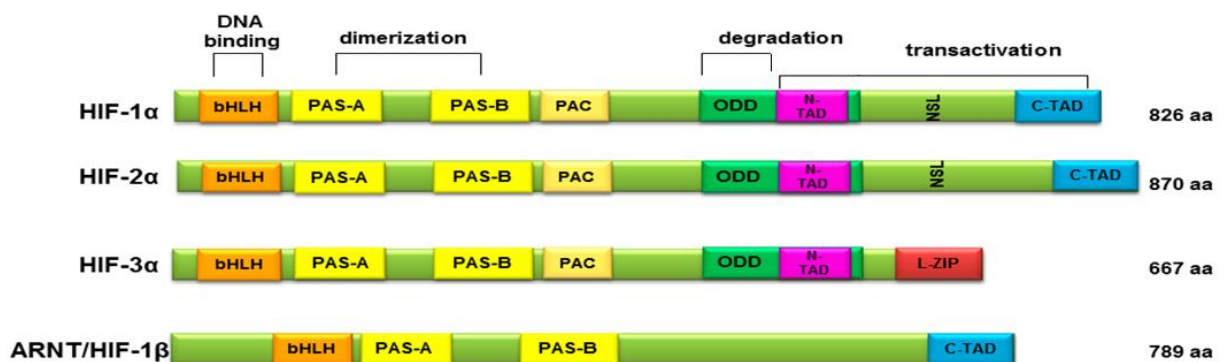 DNA
binding
dimerization
degradation
transactivation
HIF-1α
bHLH
PAS-A
PAS-B
PAC
ODD
N-
TAD
NSL
C-TAD
826 aa
HIF-2α
bHLH
PAS-A
PAS-B
PAC
ODD
N-
TAD
NSL
C-TAD
870 aa
HIF-3α
bHLH
PAS-A
PAS-B
PAC
ODD
N-
TAD
L-ZIP
667 aa
ARNT/HIF-1β
bHLH
PAS-A
PAS-B
C-TAD
789 aa